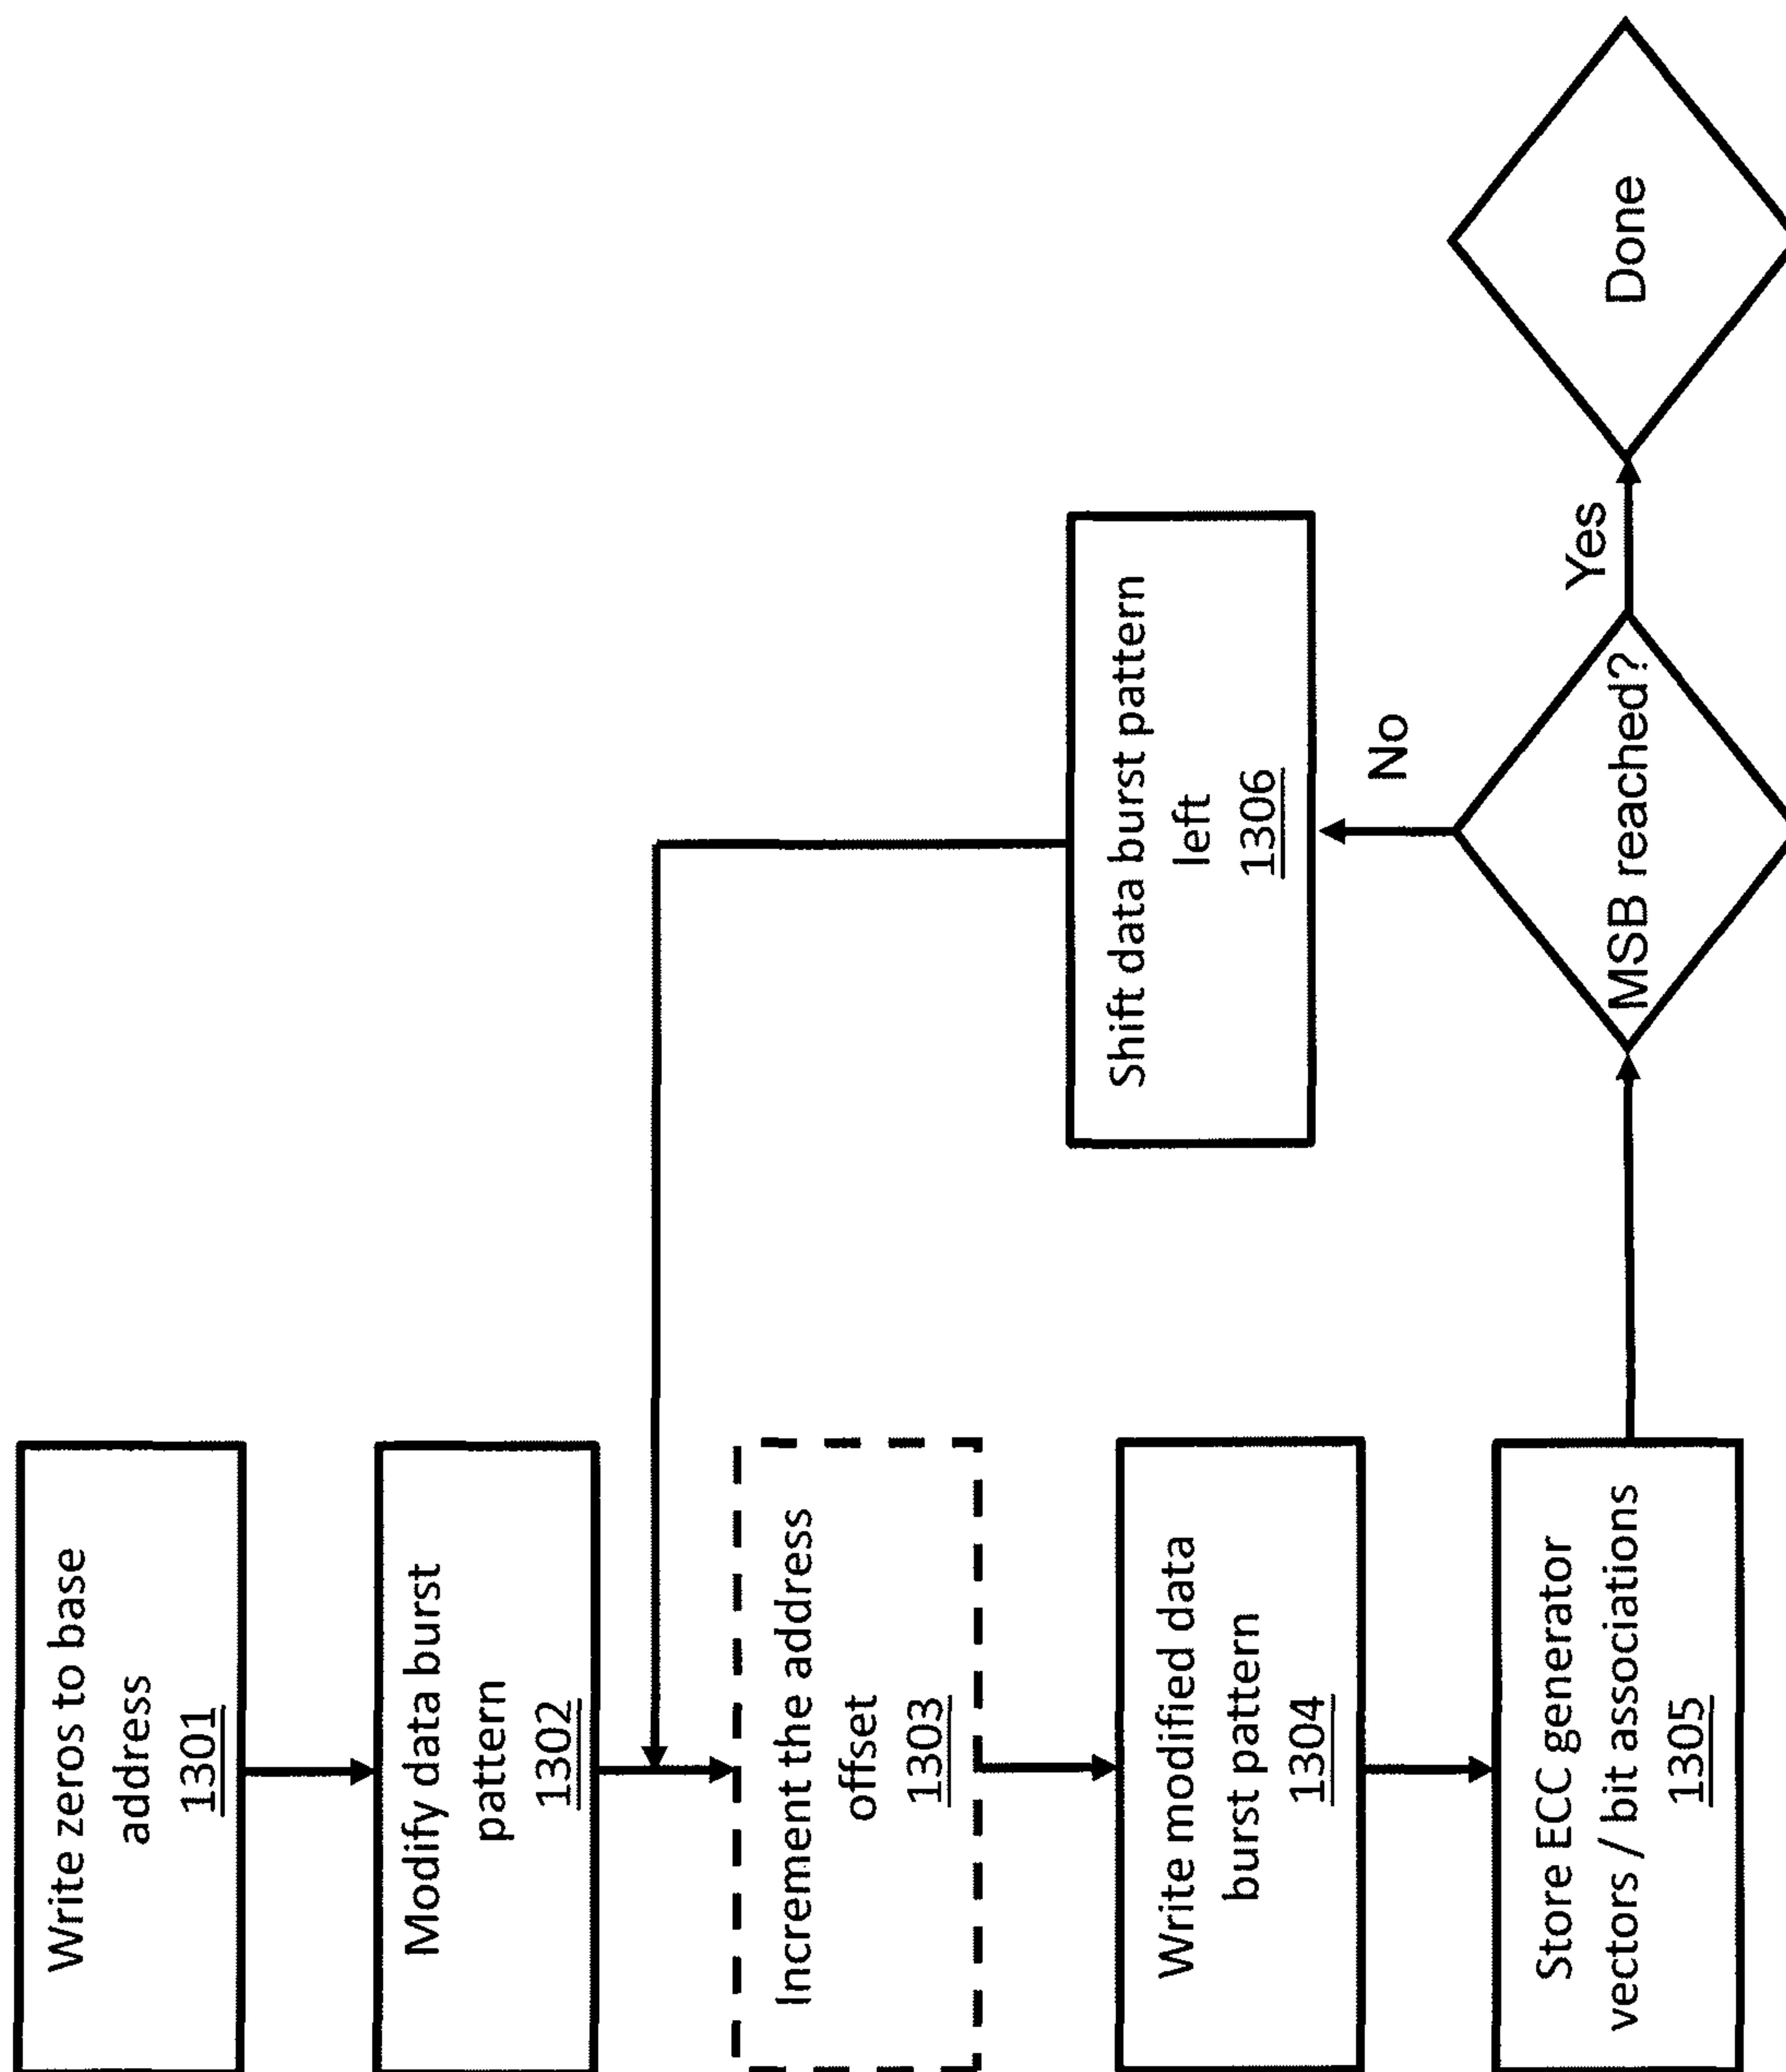 Write zeros to base
address
1301
Modify data burst
pattern
1302
Increment the address
offset
1303
Write modified data
burst pattern
1304
Store ECC generator
vectors / bit associations
1305
Shift data burst pattern
left
1306
No
MSB reached?
Yes
Done